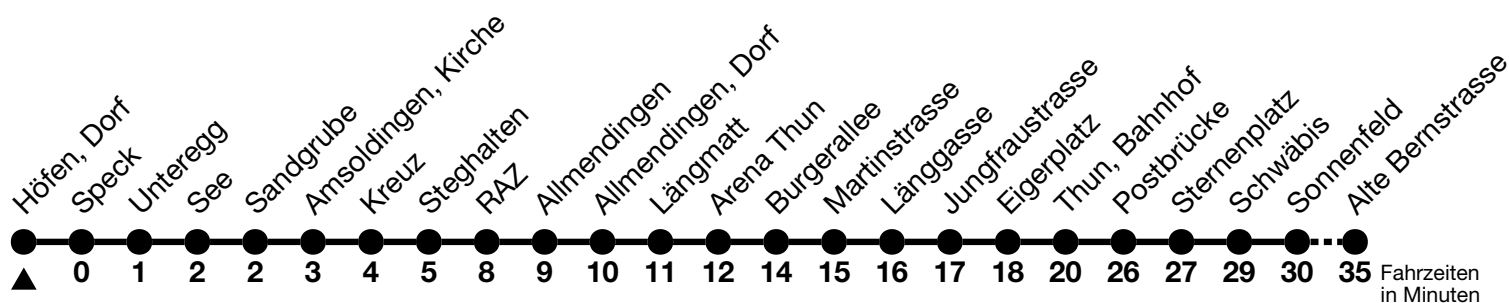 Höfen, Dorf
Speck
Unteregg
See
Sandgrube
Amsoldingen, Kirche
Kreuz
Steghalten
RAZ
Allmendingen
Allmendingen, Dorf
Längmatt
Arena Thun
Burgerallee
Martinstrasse
Länggasse
Jungfraustrasse
Eigerplatz
Thun, Bahnhof
Postbrücke
Sternenplatz
Schwäbis
Sonnenfeld
Alte Bernstrasse
0 1 2 2 3 4 5 8 9 10 11 12 14 15 16 17 18 20 26 27 29 30 35 Fahrzeiten
in Minuten